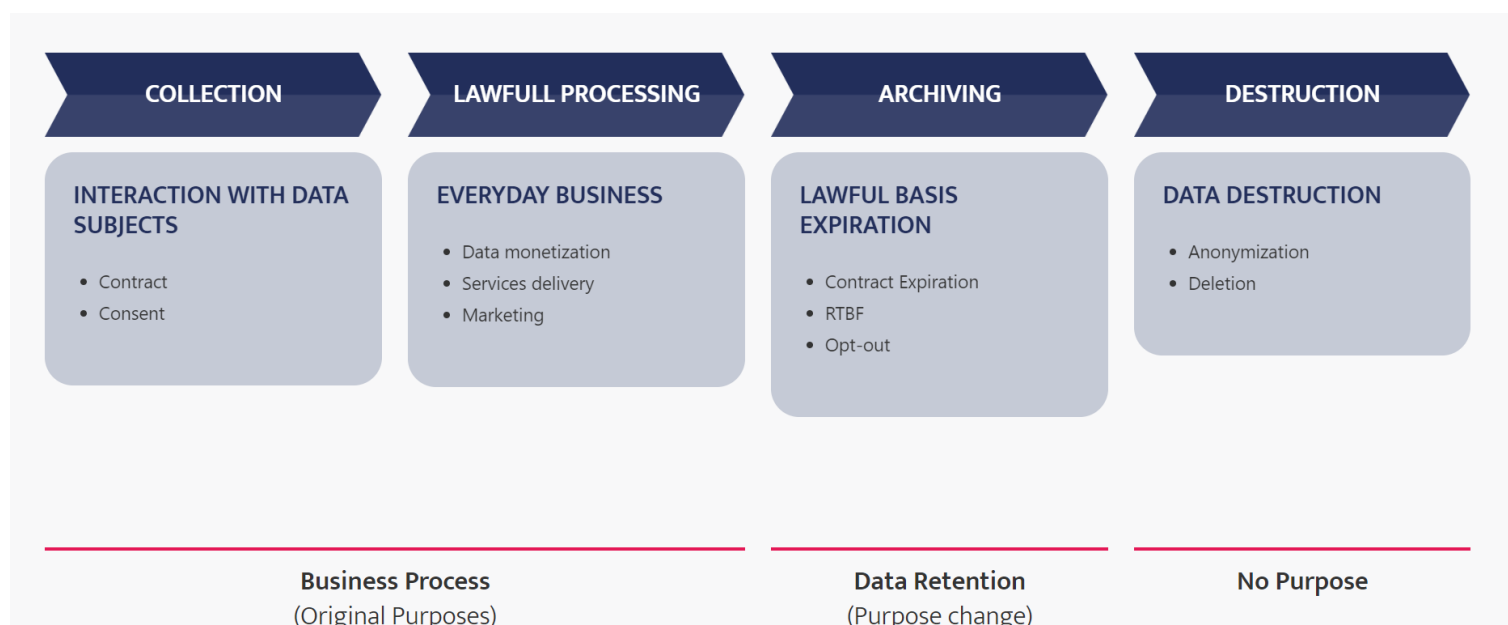 COLLECTION
LAWFULL PROCESSING
ARCHIVING
DESTRUCTION
INTERACTION WITH DATA
SUBJECTS
Contract
Consent
EVERYDAY BUSINESS
Data monetization
Services delivery
Marketing
LAWFUL BASIS
EXPIRATION
Contract Expiration
RTBF
Opt-out
DATA DESTRUCTION
Anonymization
Deletion
Business Process
(Original Purposes)
Data Retention
(Purpose change)
No Purpose